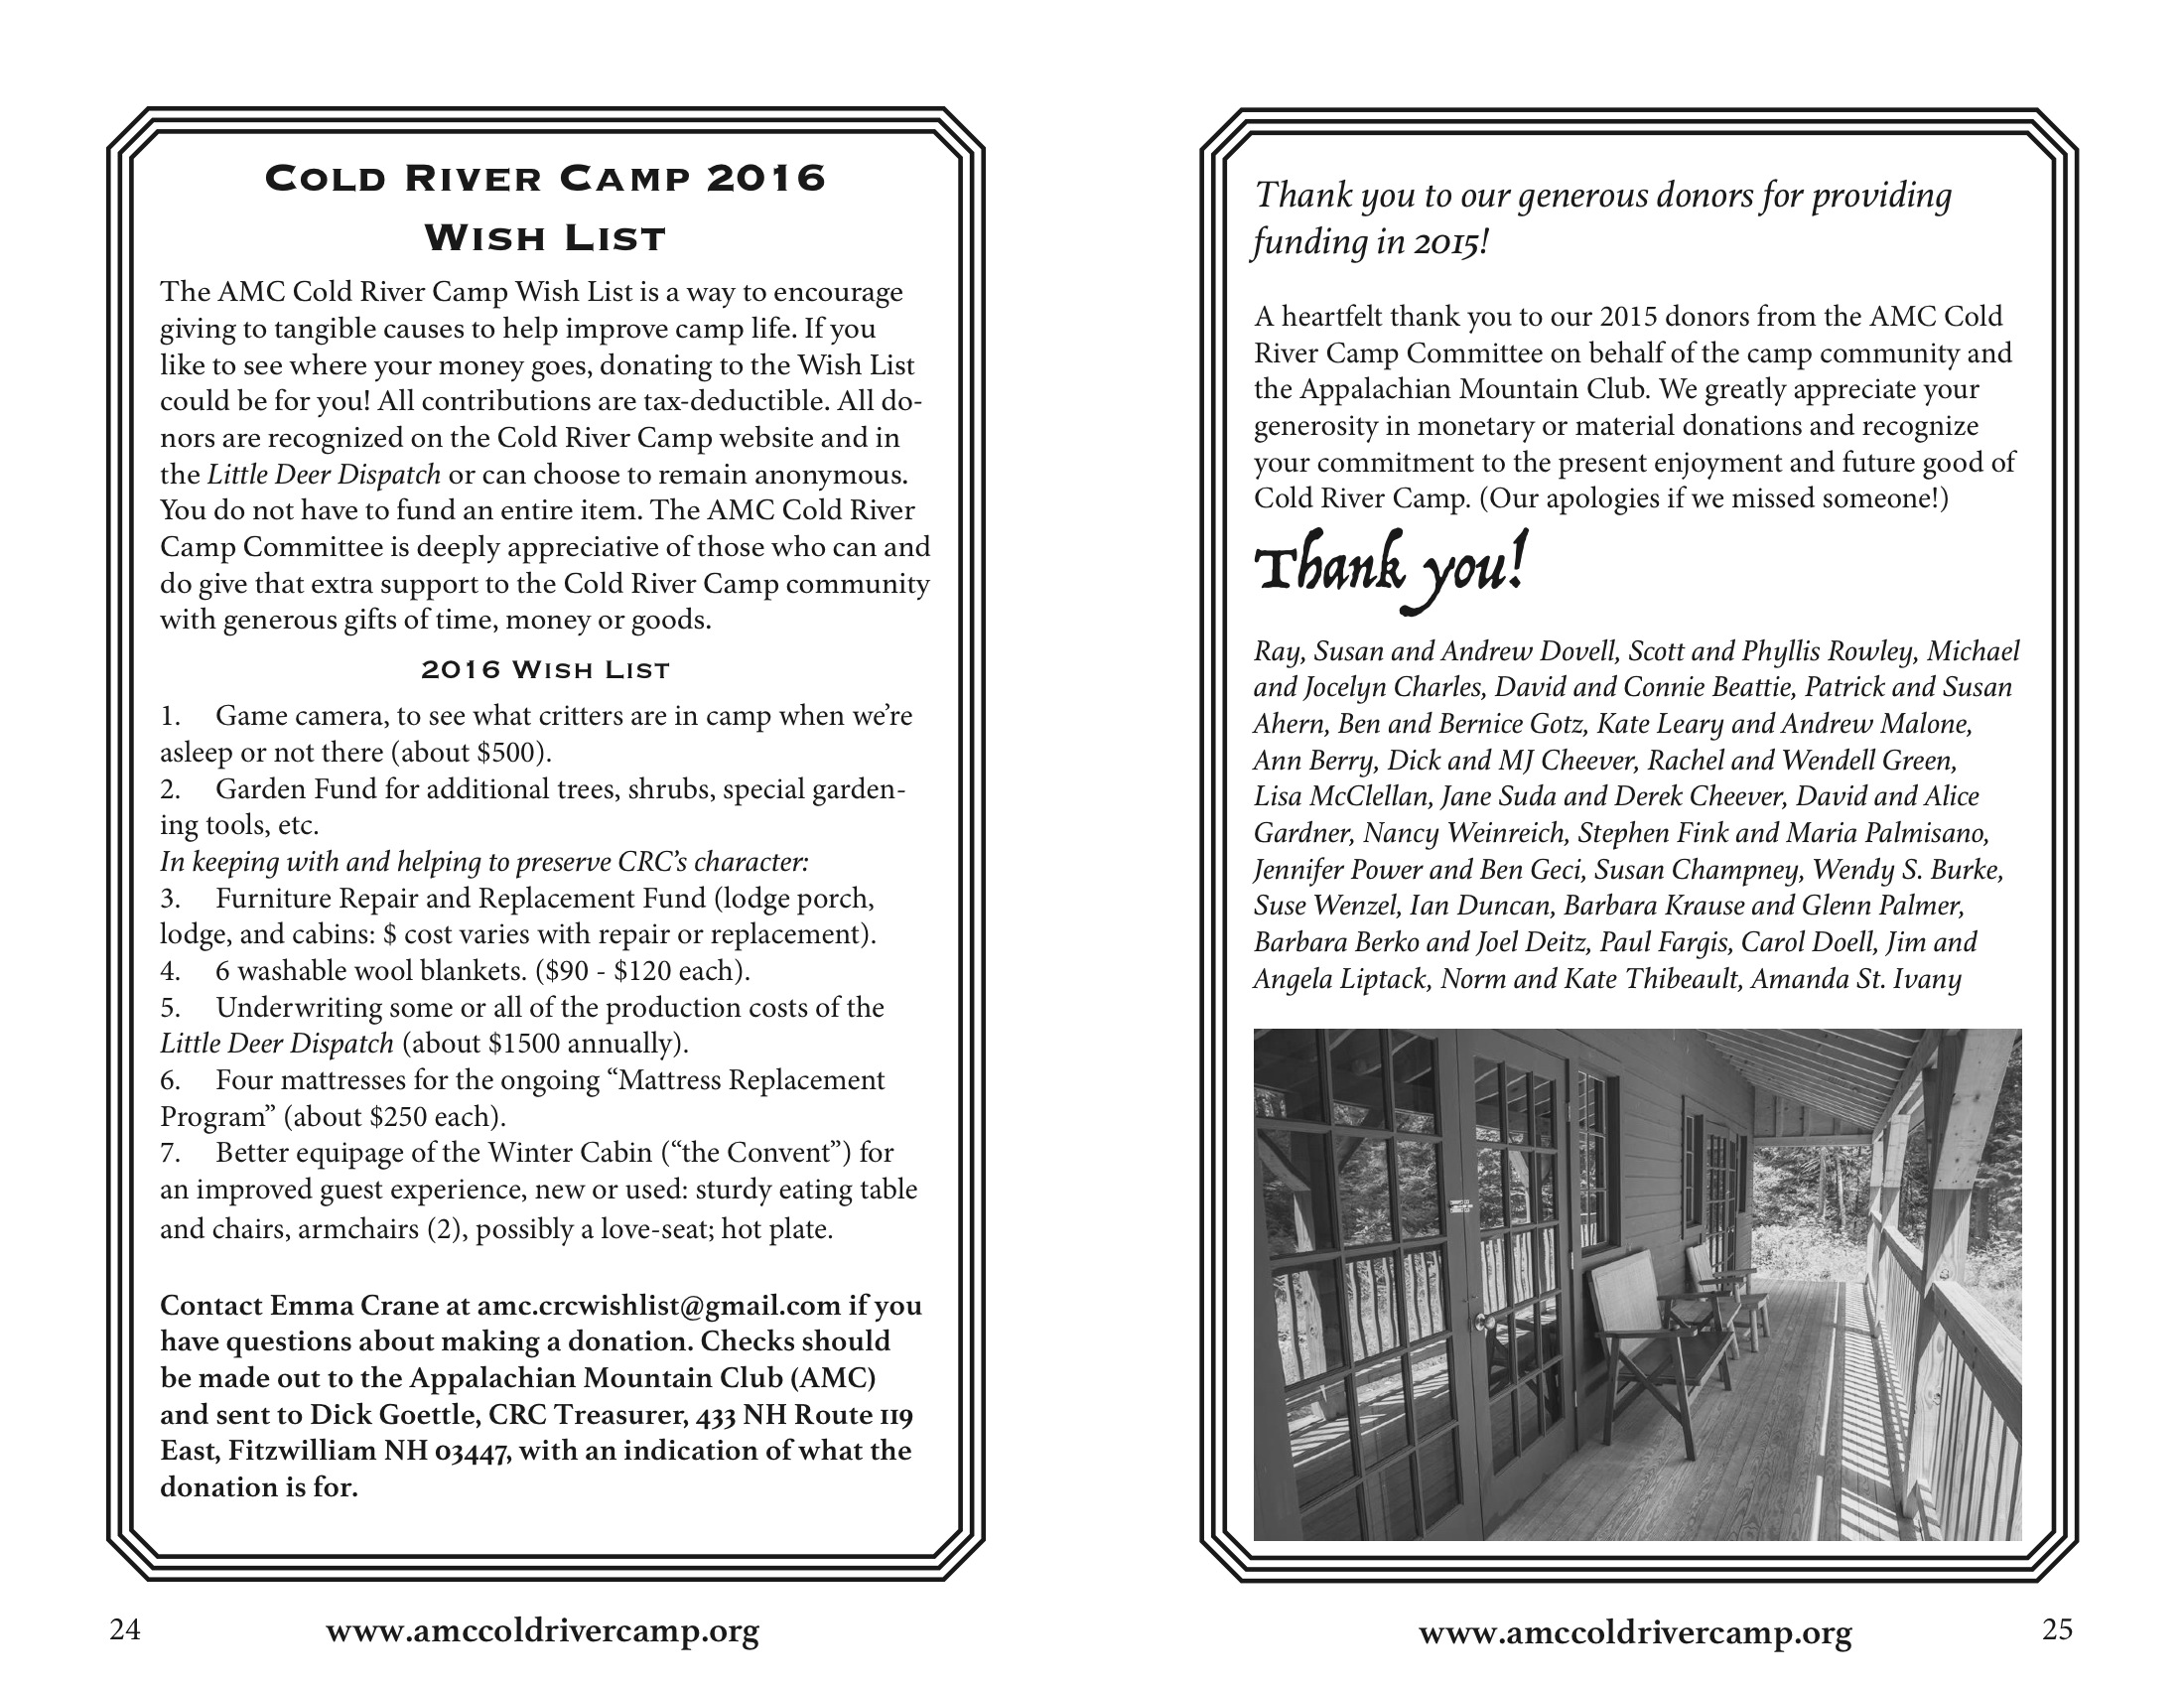 Cold River Camp 2016
Wish List
The AMC Cold River Camp Wish List is a way to encourage
giving to tangible causes to help improve camp life. If you
like to see where your money goes, donating to the Wish List
could be for you! All contributions are tax-deductible. All do-
nors are recognized on the Cold River Camp website and in
the Little Deer Dispatch or can choose to remain anonymous.
You do not have to fund an entire item. The AMC Cold River
Camp Committee is deeply appreciative of those who can and
do give that extra support to the Cold River Camp community
with generous gifts of time, money or goods.
2016 Wish List
1. Game camera, to see what critters are in camp when we’re
asleep or not there (about $500).
2. Garden Fund for additional trees, shrubs, special garden-
ing tools, etc.
In keeping with and helping to preserve CRC’s character:
3. Furniture Repair and Replacement Fund (lodge porch,
lodge, and cabins: $ cost varies with repair or replacement).
4. 6 washable wool blankets. ($90 - $120 each).
5. Underwriting some or all of the production costs of the
Little Deer Dispatch (about $1500 annually).
6. Four mattresses for the ongoing “Mattress Replacement
Program” (about $250 each).
7. Better equipage of the Winter Cabin (“the Convent”) for
an improved guest experience, new or used: sturdy eating table
and chairs, armchairs (2), possibly a love-seat; hot plate.
Contact Emma Crane at amc.crcwishlist@gmail.com if you
have questions about making a donation. Checks should
be made out to the Appalachian Mountain Club (AMC)
and sent to Dick Goettle, CRC Treasurer, 433 NH Route 119
East, Fitzwilliam NH 03447, with an indication of what the
donation is for.
24 www.amccoldrivercamp.org
Thank you to our generous donors for providing
funding in 2015!
A heartfelt thank you to our 2015 donors from the AMC Cold
River Camp Committee on behalf of the camp community and
the Appalachian Mountain Club. We greatly appreciate your
generosity in monetary or material donations and recognize
your commitment to the present enjoyment and future good of
Cold River Camp. (Our apologies if we missed someone!)
Thank you!
Ray, Susan and Andrew Dovell, Scott and Phyllis Rowley, Michael
and Jocelyn Charles, David and Connie Beattie, Patrick and Susan
Ahern, Ben and Bernice Gotz, Kate Leary and Andrew Malone,
Ann Berry, Dick and MJ Cheever, Rachel and Wendell Green,
Lisa McClellan, Jane Suda and Derek Cheever, David and Alice
Gardner, Nancy Weinreich, Stephen Fink and Maria Palmisano,
Jennifer Power and Ben Geci, Susan Champney, Wendy S. Burke,
Suse Wenzel, Ian Duncan, Barbara Krause and Glenn Palmer,
Barbara Berko and Joel Deitz, Paul Fargis, Carol Doell, Jim and
Angela Liptack, Norm and Kate Thibeault, Amanda St. Ivany
www.amccoldrivercamp.org 25